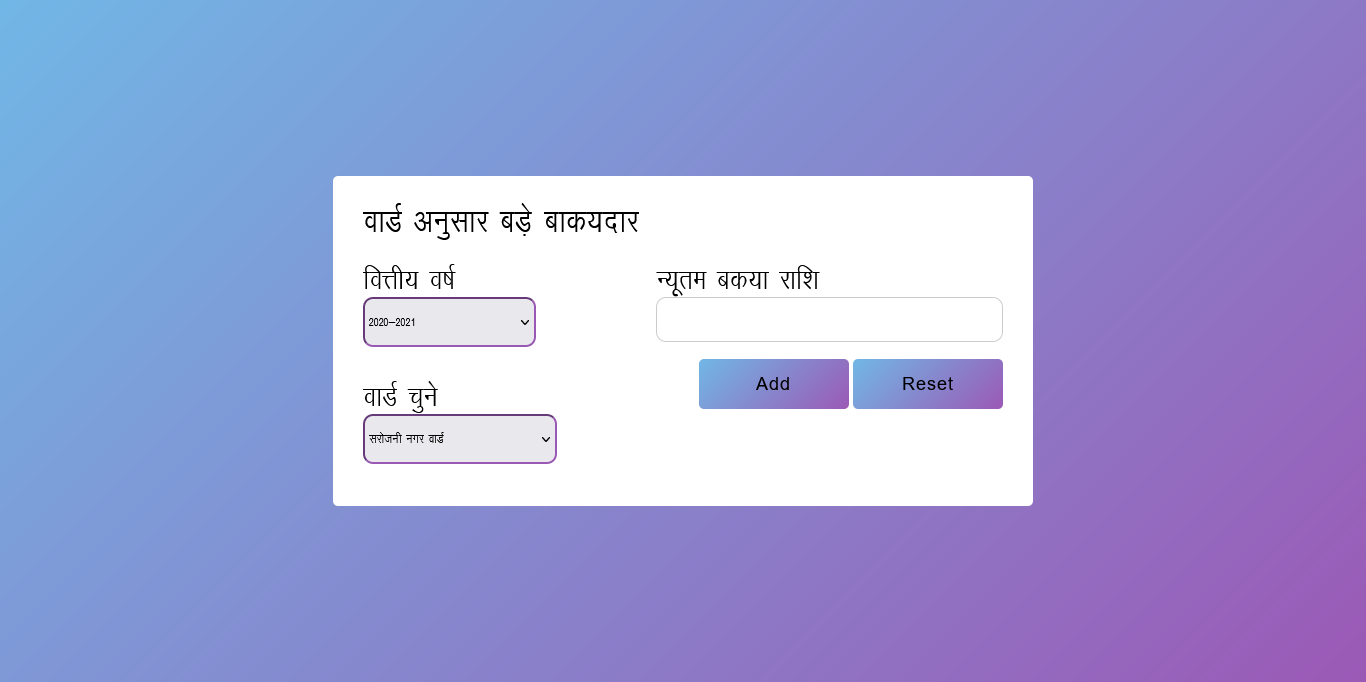 वार्ड अनुसार बड़े बाकयदार
वित्तीय वर्ष
2020–2021
न्यूतम बकया राशि
Add
Reset
वार्ड चुने
सरोजनी नगर वार्ड